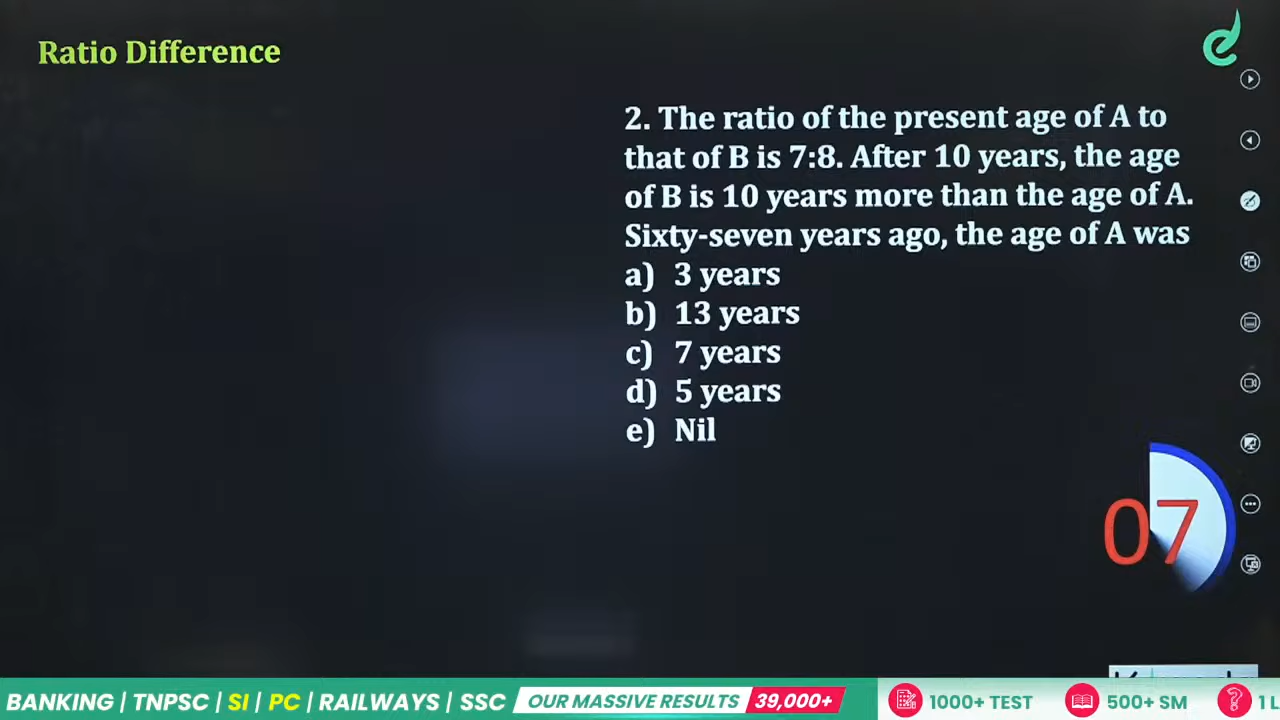 Ratio Difference
2. The ratio of the present age of A to
that of B is 7:8. After 10 years, the age
of B is 10 years more than the age of A.
Sixty-seven years ago, the age of A was
a) 3 years
b) 13 years
c) 7 years
d) 5 years
e) Nil
07
BANKING | TNPSC | SI | PC | RAILWAYS | SSC OUR MASSIVE RESULTS 39,000+ 1000+ TEST 500+ SM 1 L